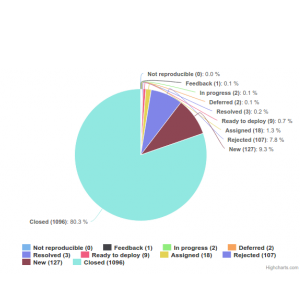 Not reproducible (0): 0.0 %
Feedback (1): 0.1 %
In progress (2): 0.1 %
Deferred (2): 0.1 %
Resolved (3): 0.2 %
Ready to deploy (9): 0.7 %
Assigned (18): 1.3 %
Rejected (107): 7.8 %
New (127): 9.3 %
Closed (1096): 80.3 %
Not reproducible (0) Feedback (1) In progress (2) Deferred (2)
Resolved (3) Ready to deploy (9) Assigned (18) Rejected (107)
New (127) Closed (1096)
Highcharts.com